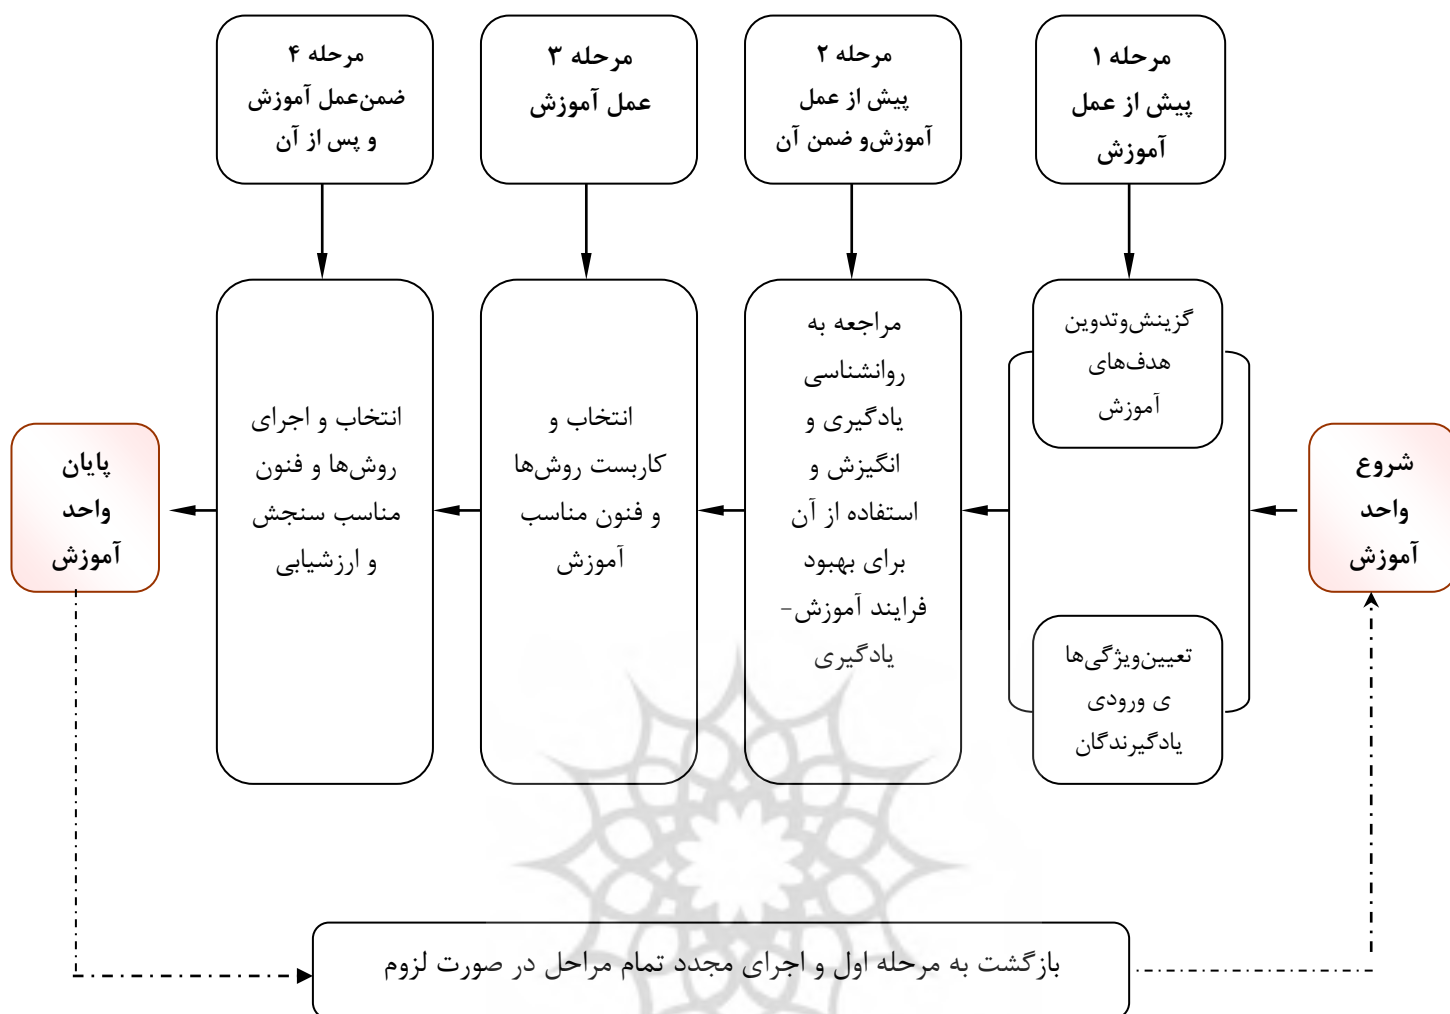 مرحله ۱
پیش از عمل
آموزش
مرحله ۲
پیش از عمل
آموزش‌و ضمن آن
مرحله ۳
عمل آموزش
مرحله ۴
ضمن‌عمل آموزش
و پس از آن
شروع
واحد
آموزش
گزینش‌وتدوین
هدف‌های
آموزش
تعیین‌ویژگی‌ها
ی ورودی
یادگیرندگان
مراجعه به
روانشناسی
یادگیری و
انگیزش و
استفاده از آن
برای بهبود
فرایند آموزش-
یادگیری
انتخاب و
کاربست روش‌ها
و فنون مناسب
آموزش
انتخاب و اجرای
روش‌ها و فنون
مناسب سنجش
و ارزشیابی
پایان
واحد
آموزش
بازگشت به مرحله اول و اجرای مجدد تمام مراحل در صورت لزوم